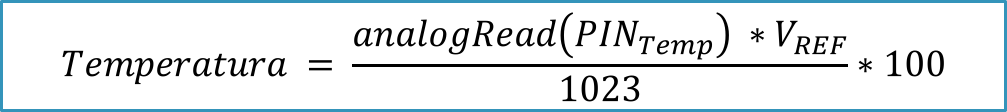 Temperatura = analogRead(PIN_Temp) * V_REF / 1023 * 100